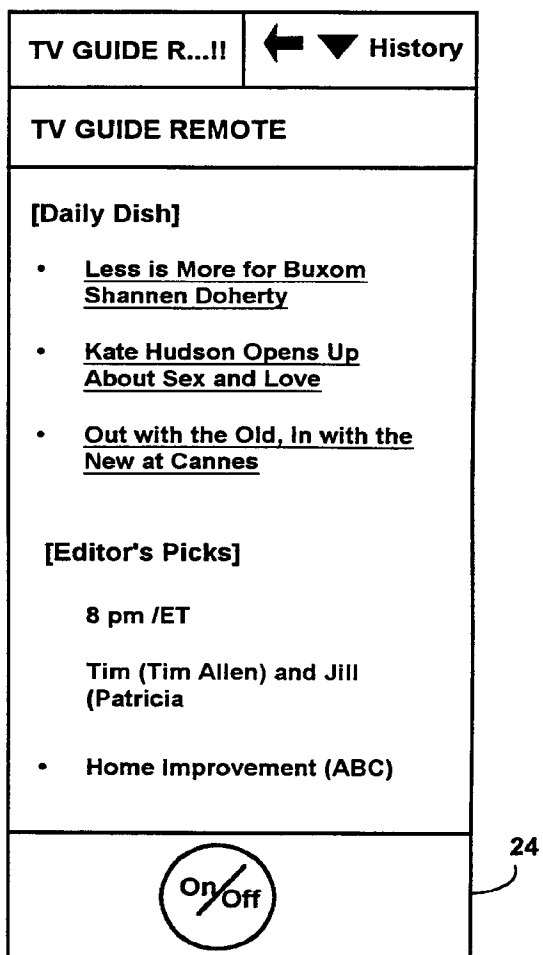 TV GUIDE R...!!
History
TV GUIDE REMOTE
[Daily Dish]
• Less is More for Buxom
Shannen Doherty
• Kate Hudson Opens Up
About Sex and Love
• Out with the Old, In with the
New at Cannes
[Editor's Picks]
8 pm /ET
Tim (Tim Allen) and Jill
(Patricia
• Home Improvement (ABC)
24
On/Off